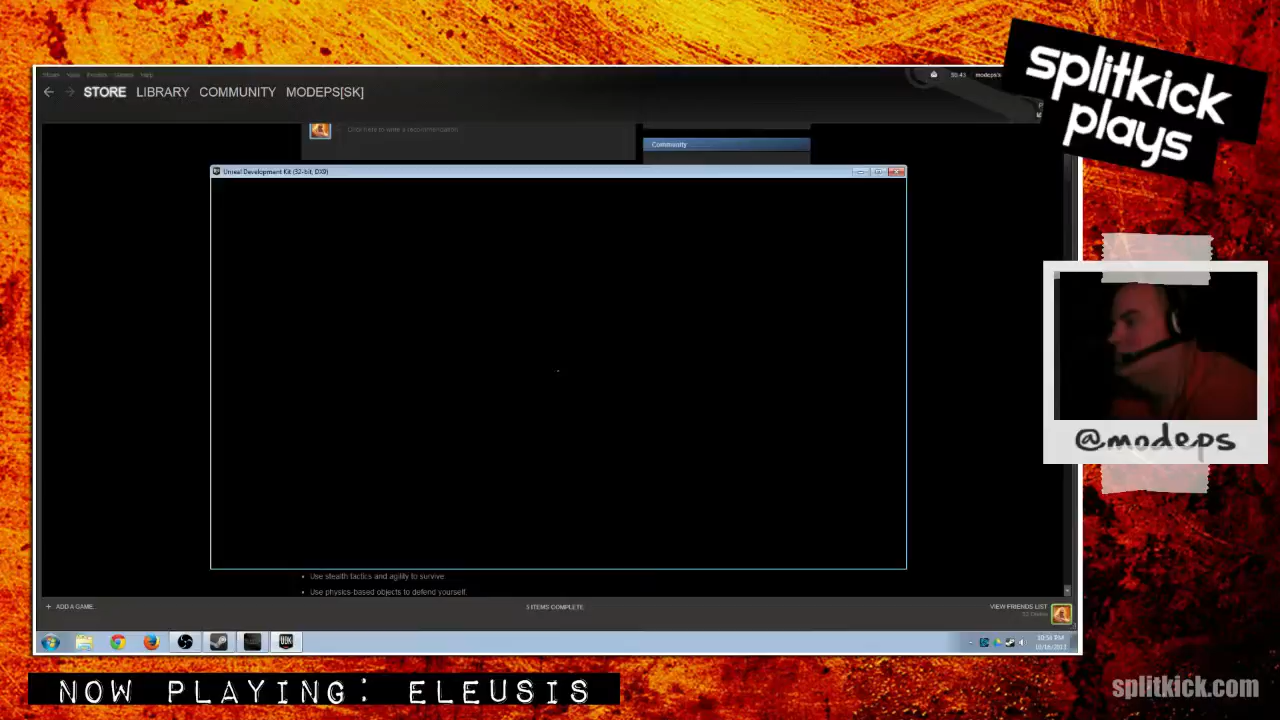 splitkick
plays
STORE LIBRARY COMMUNITY MODEPS[SK]
Community
Unreal Development Kit (32-bit, DX9)
@modeps
Use stealth tactics and agility to survive
Use physics-based objects to defend yourself.
+ ADD A GAME
5 ITEMS COMPLETE
VIEW FRIENDS LIST
UDK
NOW PLAYING: ELEUSIS
splitkick.com